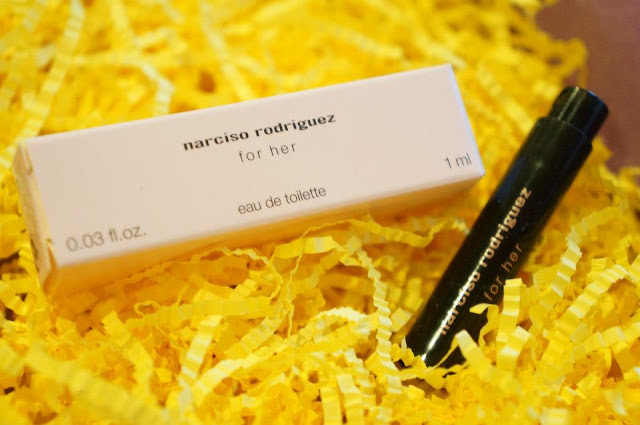 narciso rodriguez
for her
eau de toilette
0.03 fl.oz.
1 ml
narciso rodriguez
for her